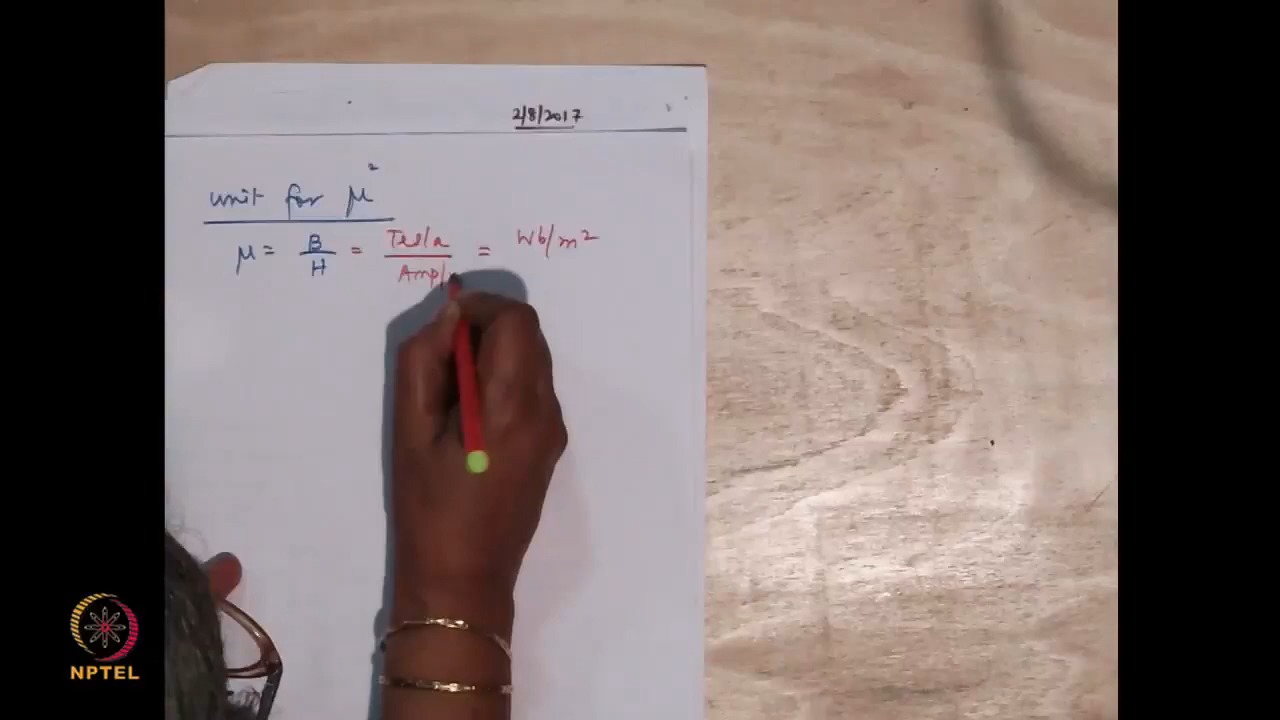 2/8/2017
unit for μ
μ = B/H = Tesla/Amp/ = Wb/m²
NPTEL